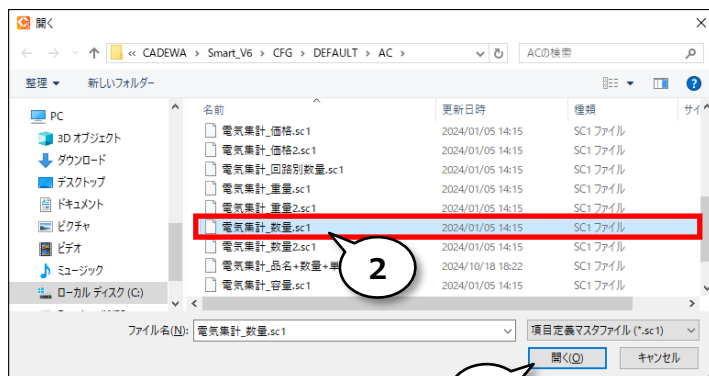 開く
« CADEWA > Smart_V6 > CFG > DEFAULT > AC >
ACの検索
整理 新しいフォルダー
名前 更新日時 種類 サイ
PC
3D オブジェクト
ダウンロード
デスクトップ
ドキュメント
ピクチャ
ビデオ
ミュージック
ローカル ディスク (C:)
電気集計_価格.sc1 2024/01/05 14:15 SC1 ファイル
電気集計_価格2.sc1 2024/01/05 14:15 SC1 ファイル
電気集計_回路別数量.sc1 2024/01/05 14:15 SC1 ファイル
電気集計_重量.sc1 2024/01/05 14:15 SC1 ファイル
電気集計_重量2.sc1 2024/01/05 14:15 SC1 ファイル
電気集計_数量.sc1 2024/01/05 14:15 SC1 ファイル
電気集計_数量2.sc1 2024/01/05 14:15 SC1 ファイル
電気集計_品名+数量+単 2024/10/18 18:22 SC1 ファイル
電気集計_容量.sc1 2024/01/05 14:15 SC1 ファイル
2
ファイル名(N): 電気集計_数量.sc1 項目定義マスタファイル (*.sc1)
開く(O) キャンセル